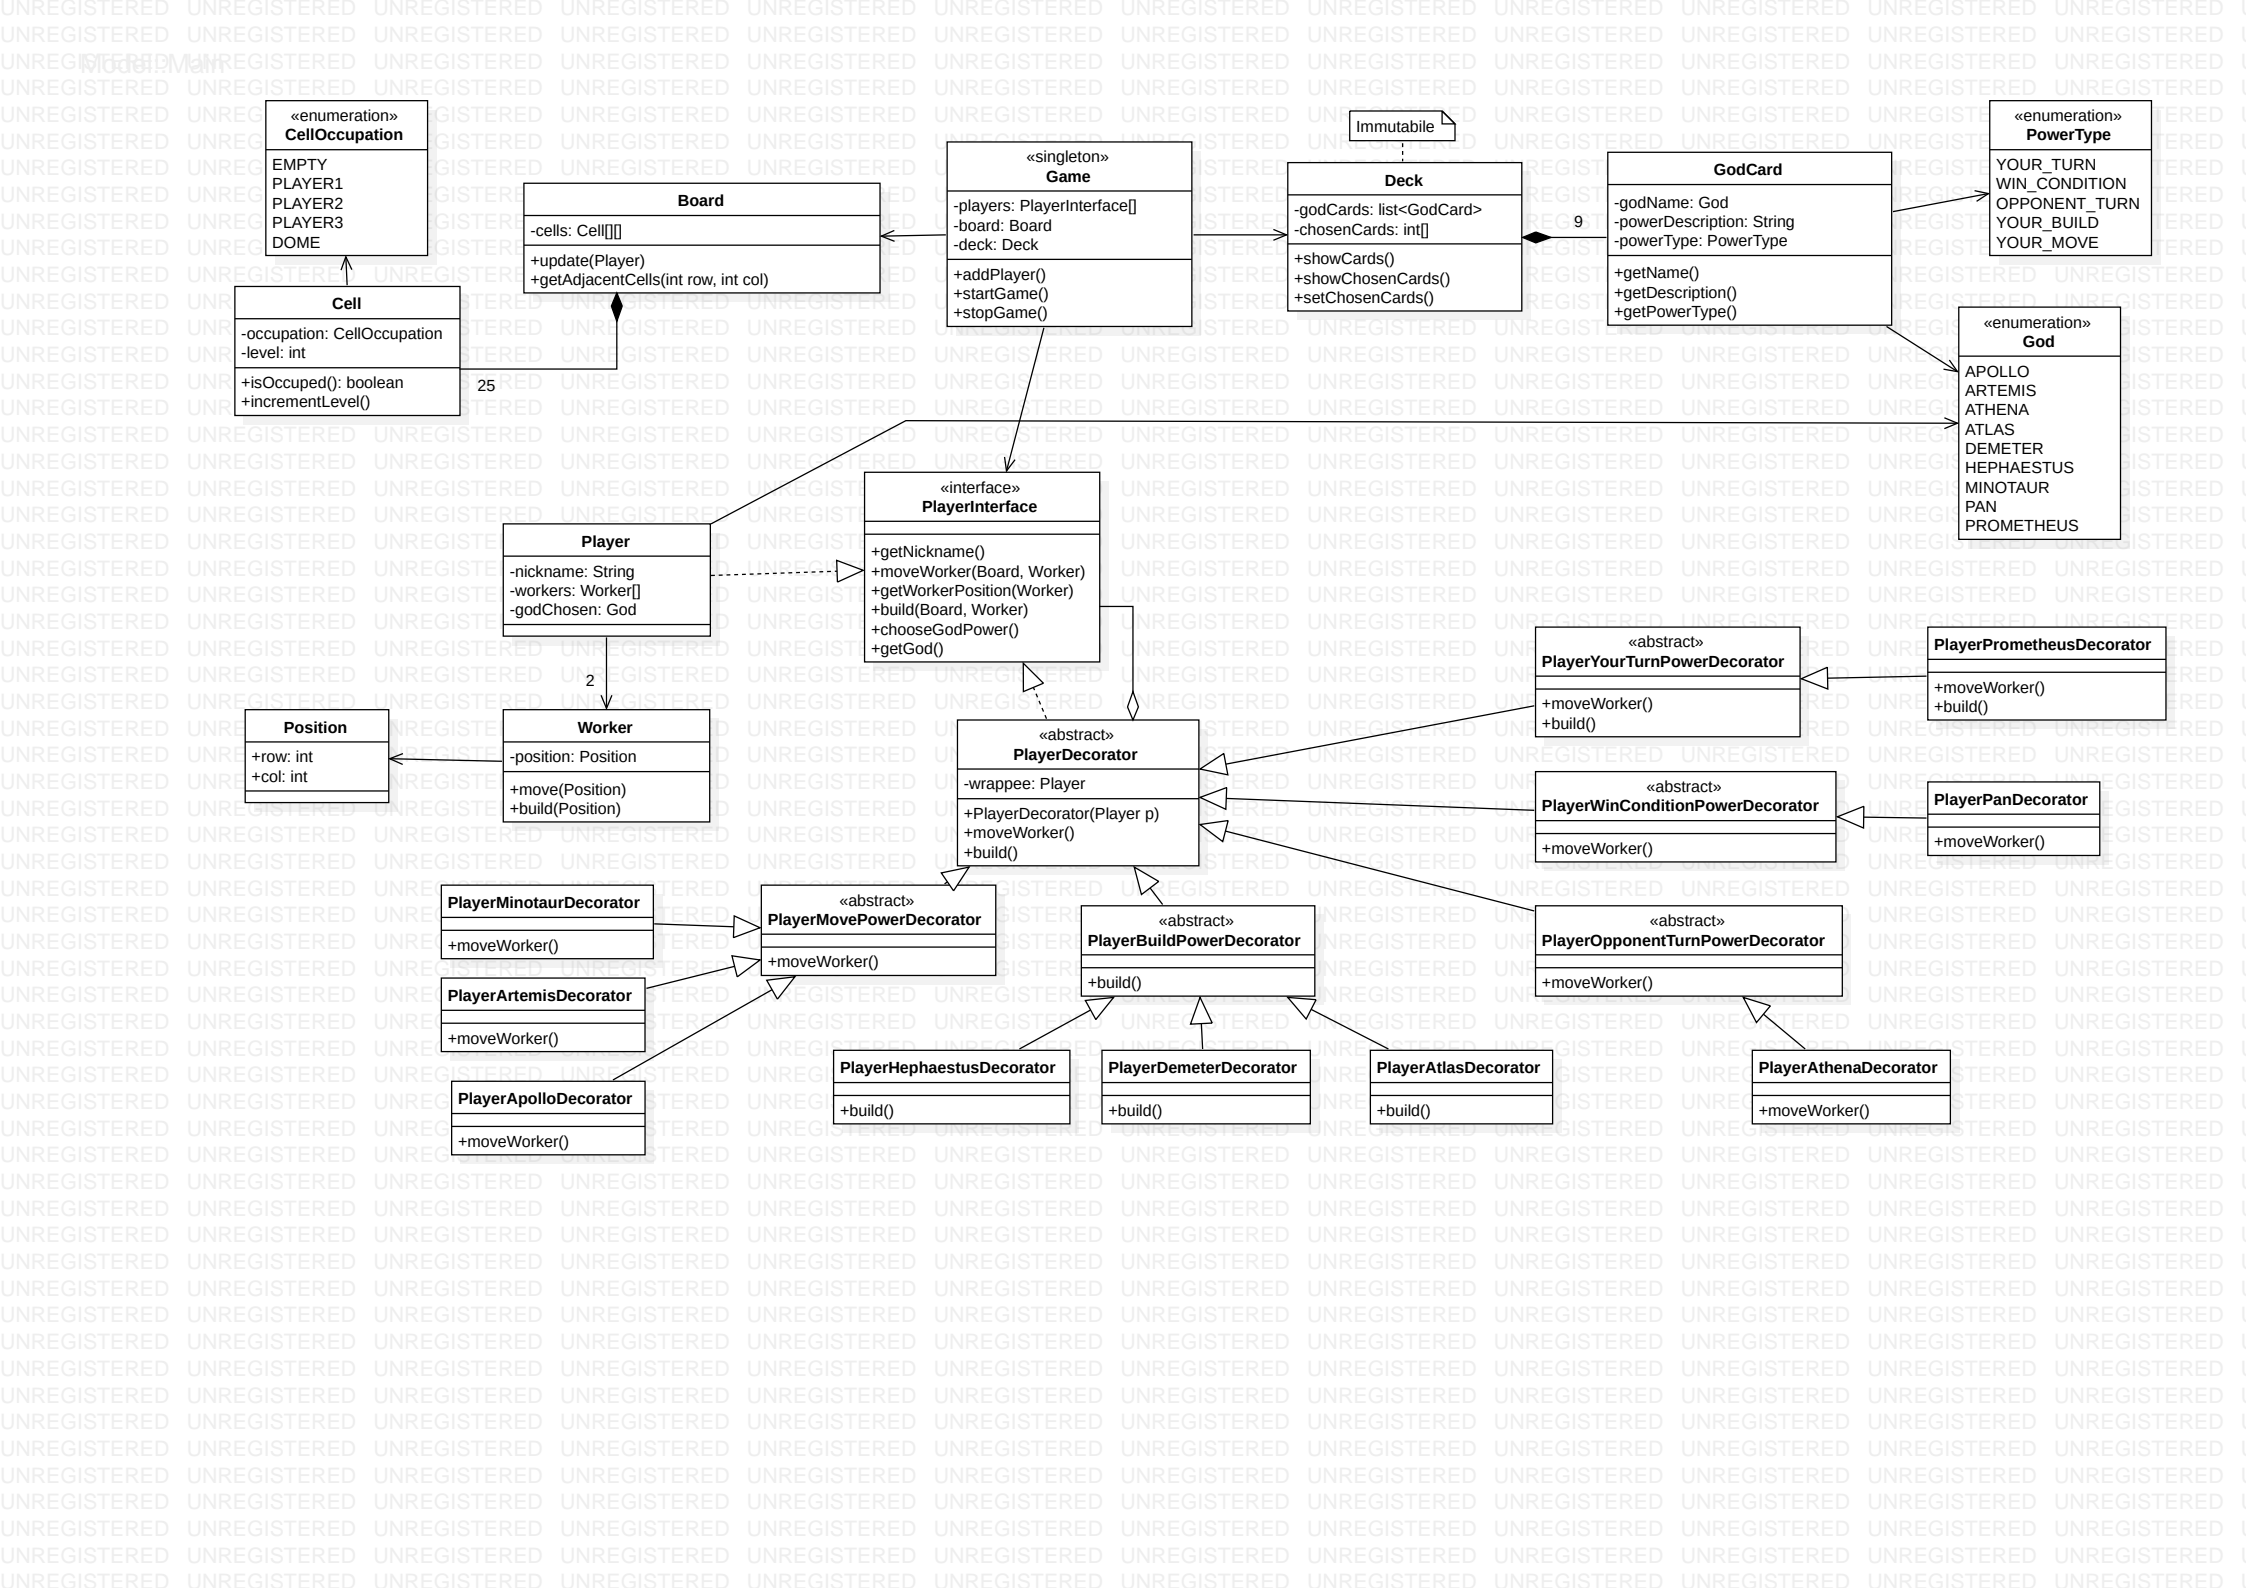 Model::Main
«enumeration»
CellOccupation
EMPTY
PLAYER1
PLAYER2
PLAYER3
DOME
Cell
-occupation: CellOccupation
-level: int
+isOccuped(): boolean
+incrementLevel()
25
Board
-cells: Cell[][]
+update(Player)
+getAdjacentCells(int row, int col)
«singleton»
Game
-players: PlayerInterface[]
-board: Board
-deck: Deck
+addPlayer()
+startGame()
+stopGame()
Immutabile
Deck
-godCards: list<GodCard>
-chosenCards: int[]
+showCards()
+showChosenCards()
+setChosenCards()
9
GodCard
-godName: God
-powerDescription: String
-powerType: PowerType
+getName()
+getDescription()
+getPowerType()
«enumeration»
PowerType
YOUR_TURN
WIN_CONDITION
OPPONENT_TURN
YOUR_BUILD
YOUR_MOVE
«enumeration»
God
APOLLO
ARTEMIS
ATHENA
ATLAS
DEMETER
HEPHAESTUS
MINOTAUR
PAN
PROMETHEUS
«interface»
PlayerInterface
+getNickname()
+moveWorker(Board, Worker)
+getWorkerPosition(Worker)
+build(Board, Worker)
+chooseGodPower()
+getGod()
Player
-nickname: String
-workers: Worker[]
-godChosen: God
2
Position
+row: int
+col: int
Worker
-position: Position
+move(Position)
+build(Position)
«abstract»
PlayerDecorator
-wrappee: Player
+PlayerDecorator(Player p)
+moveWorker()
+build()
«abstract»
PlayerYourTurnPowerDecorator
+moveWorker()
+build()
PlayerPrometheusDecorator
+moveWorker()
+build()
«abstract»
PlayerWinConditionPowerDecorator
+moveWorker()
PlayerPanDecorator
+moveWorker()
PlayerMinotaurDecorator
+moveWorker()
«abstract»
PlayerMovePowerDecorator
+moveWorker()
«abstract»
PlayerBuildPowerDecorator
+build()
«abstract»
PlayerOpponentTurnPowerDecorator
+moveWorker()
PlayerArtemisDecorator
+moveWorker()
PlayerApolloDecorator
+moveWorker()
PlayerHephaestusDecorator
+build()
PlayerDemeterDecorator
+build()
PlayerAtlasDecorator
+build()
PlayerAthenaDecorator
+moveWorker()
UNREGISTERED